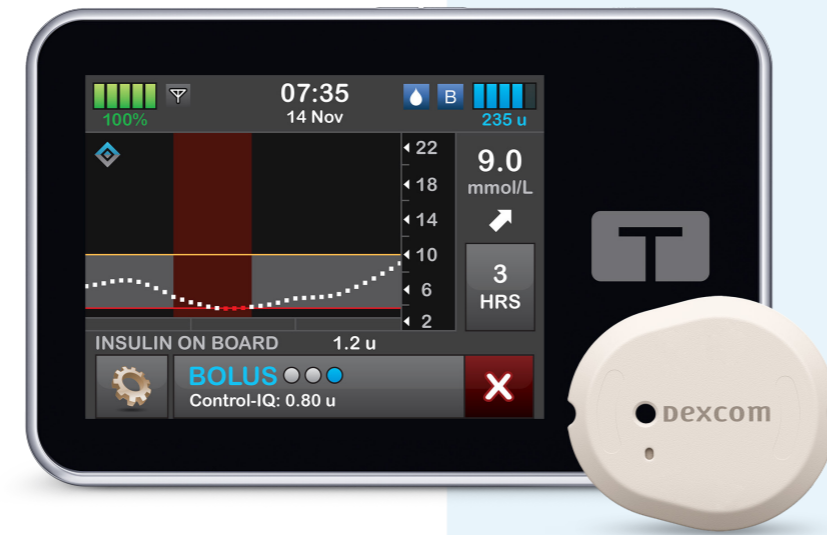 07:35
14 Nov
100%
B
235 u
22
18
14
10
6
2
9.0
mmol/L
3
HRS
INSULIN ON BOARD 1.2 u
BOLUS
Control-IQ: 0.80 u
X
T
Dexcom